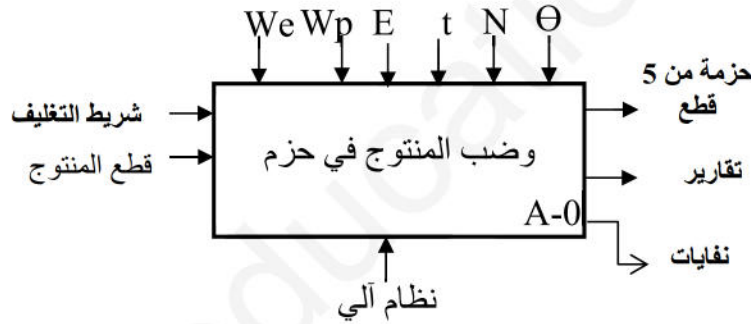 We Wp E t N Ɵ
حزمة من 5
قطع
شريط التغليف
قطع المنتوج
وضب المنتوج في حزم
تقارير
A-0
نفايات
نظام آلي